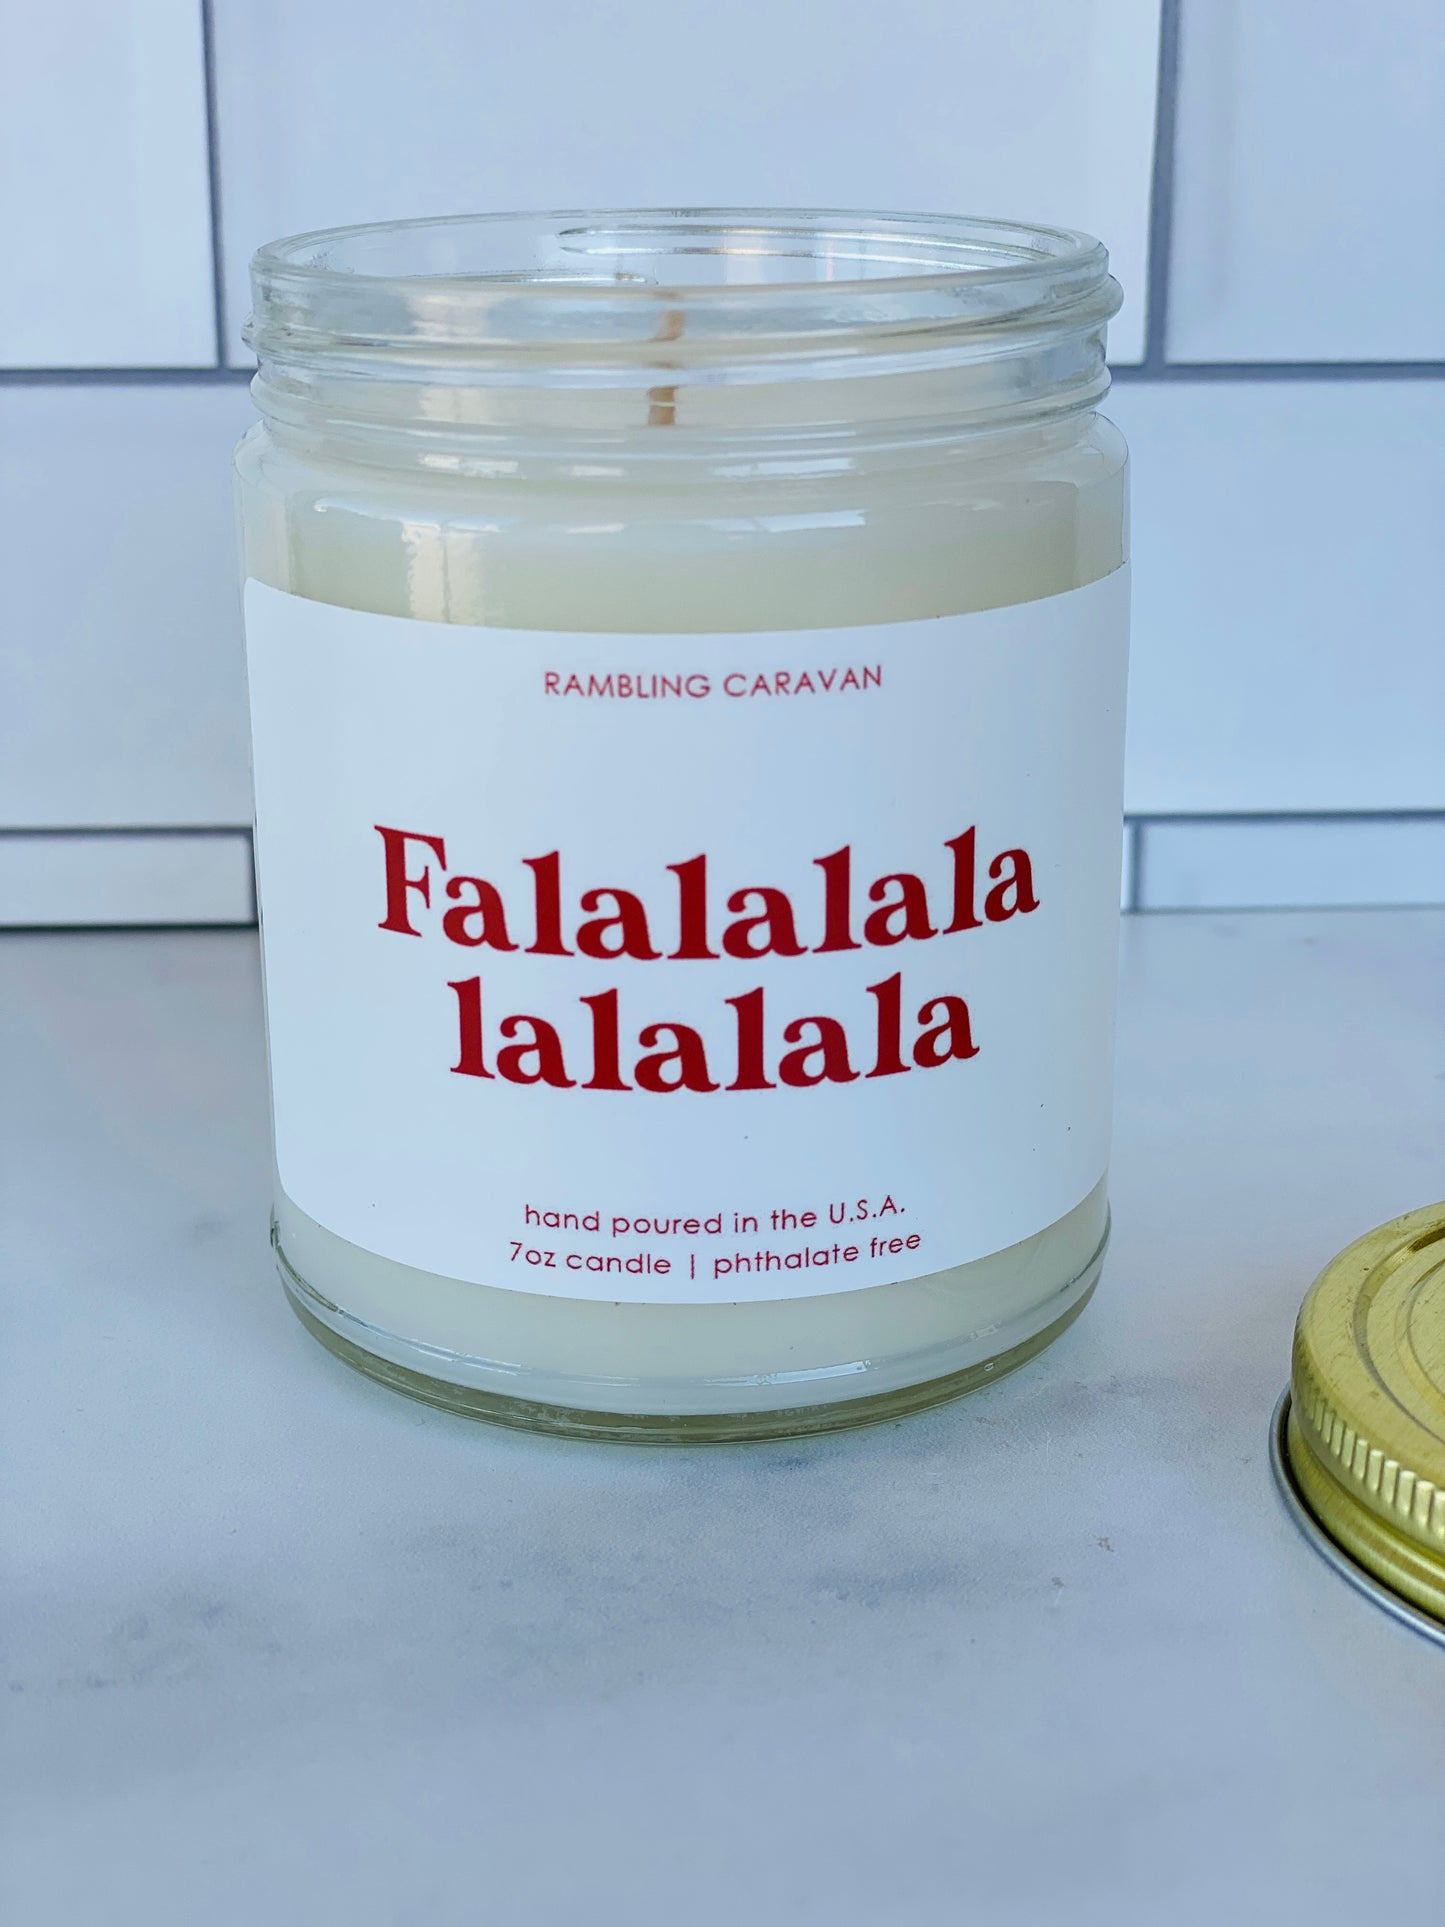 RAMBLING CARAVAN
Falalalala
lalalala
hand poured in the U.S.A.
7oz candle | phthalate free